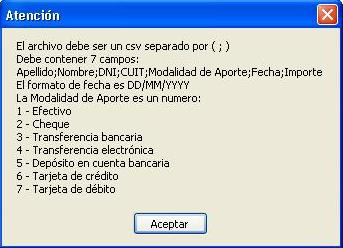 Atención
El archivo debe ser un csv separado por ( ; )
Debe contener 7 campos:
Apellido;Nombre;DNI;CUIT;Modalidad de Aporte;Fecha;Importe
El formato de fecha es DD/MM/YYYY
La Modalidad de Aporte es un numero:
1 - Efectivo
2 - Cheque
3 - Transferencia bancaria
4 - Transferencia electrónica
5 - Depósito en cuenta bancaria
6 - Tarjeta de crédito
7 - Tarjeta de débito
Aceptar